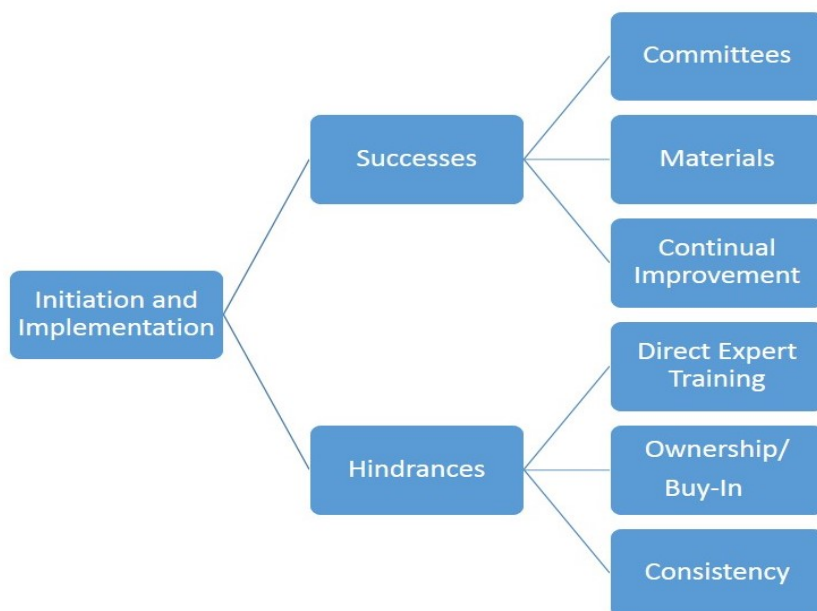 Initiation and
Implementation
Successes
Committees
Materials
Continual
Improvement
Hindrances
Direct Expert
Training
Ownership/
Buy-In
Consistency